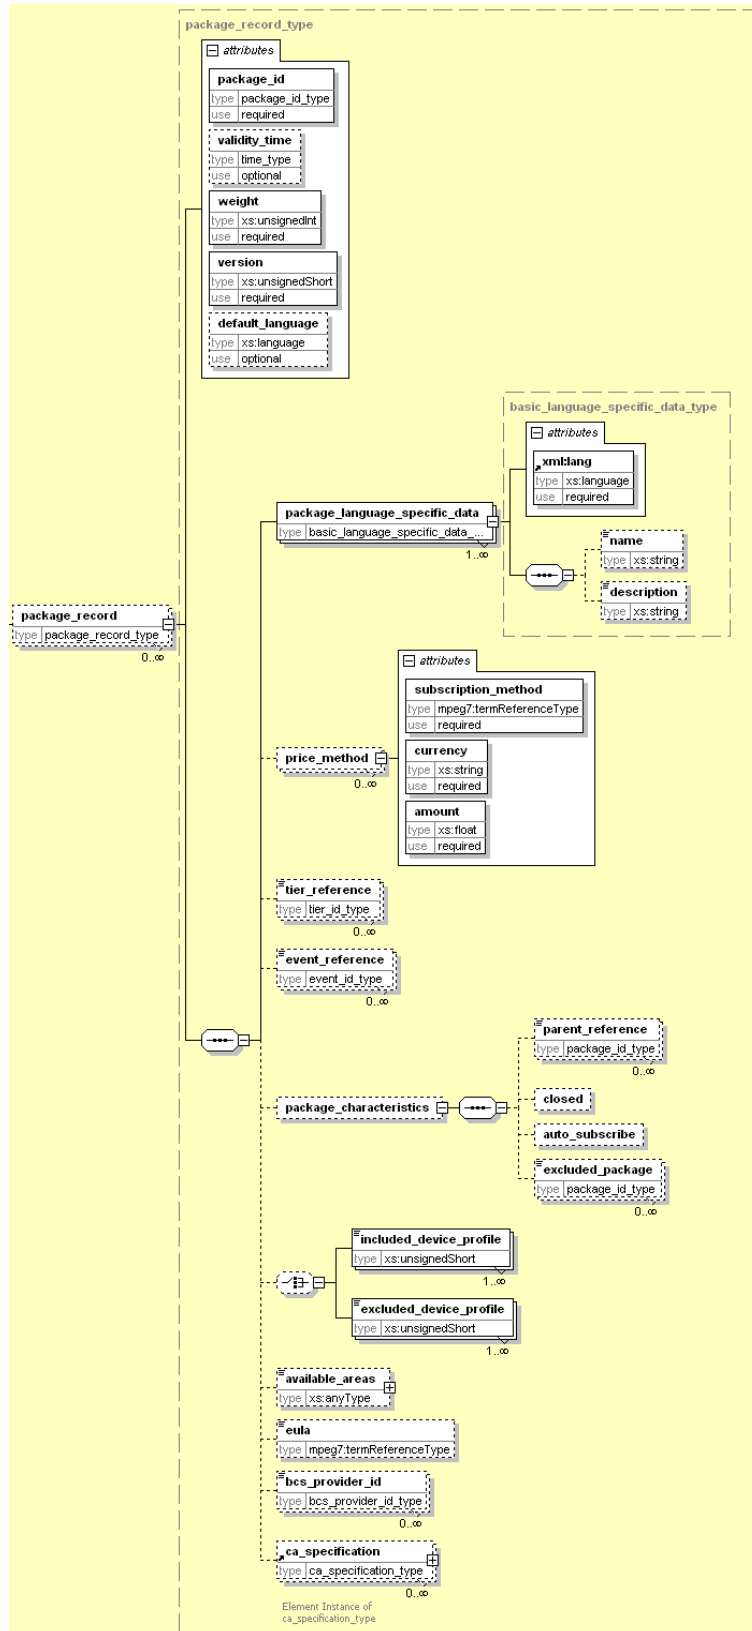 package_record_type
attributes
package_id
type package_id_type
use required
validity_time
type time_type
use optional
weight
type xs:unsignedInt
use required
version
type xs:unsignedShort
use required
default_language
type xs:language
use optional
basic_language_specific_data_type
attributes
xml:lang
type xs:language
use required
package_language_specific_data
type basic_language_specific_data_...
1..∞
name
type xs:string
description
type xs:string
package_record
type package_record_type
0..∞
attributes
subscription_method
type mpeg7:termReferenceType
use required
price_method
0..∞
currency
type xs:string
use required
amount
type xs:float
use required
tier_reference
type tier_id_type
0..∞
event_reference
type event_id_type
0..∞
parent_reference
type package_id_type
0..∞
package_characteristics
closed
auto_subscribe
excluded_package
type package_id_type
0..∞
included_device_profile
type xs:unsignedShort
1..∞
excluded_device_profile
type xs:unsignedShort
1..∞
available_areas
type xs:anyType
eula
type mpeg7:termReferenceType
bcs_provider_id
type bcs_provider_id_type
0..∞
ca_specification
type ca_specification_type
0..∞
Element Instance of
ca_specification_type